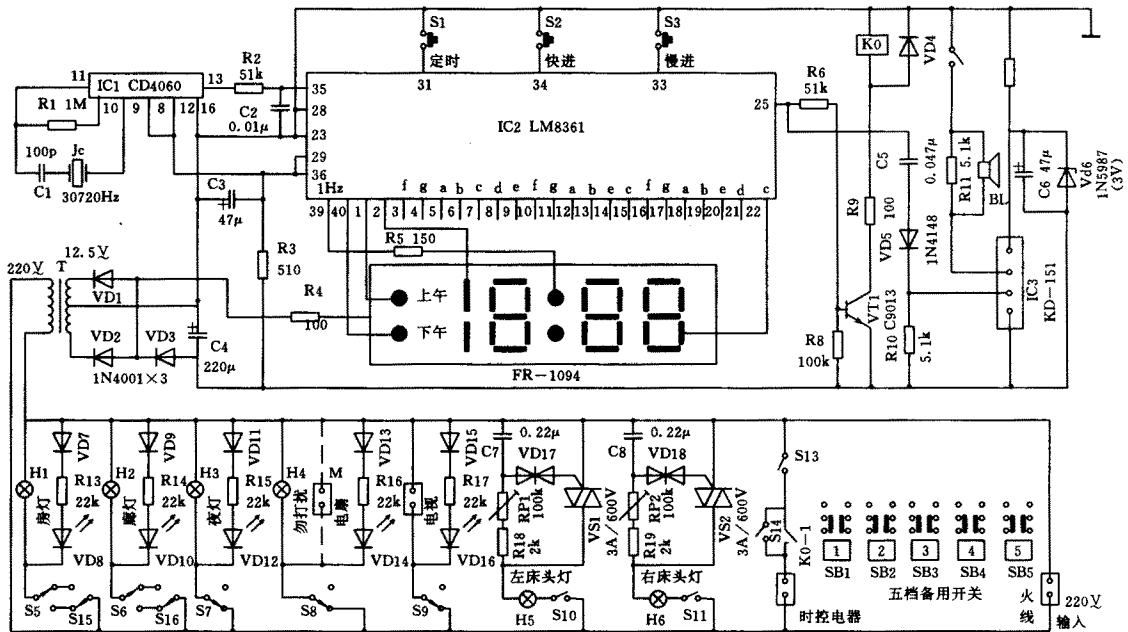 S1
S2
S3
定时
快进
慢进
31
34
33
11
IC1 CD4060
13
R2
51k
35
28
23
29
36
IC2 LM8361
25
R6
51k
K0
VD4
R1 1M
10
9
8
12
16
C2
0.01μ
100p
Jc
C1
30720Hz
C3
47μ
1Hz
f g a b c d e f g a b c d e f g a b e d c
39 40 1 2 3 4 5 6 7 8 9 10 11 12 13 14 15 16 17 18 19 20 21 22
C5
0.047μ
R11 5.1k
BL
C6 47μ
Vd6
1N5987
(3V)
R9
100
VD5
1N4148
IC3
KD-151
R3
510
R5 150
220V
T
12.5V
VD1
VD2
VD3
1N4001×3
C4
220μ
R4
100
上午
下午
FR-1094
R8
100k
VT1
C9013
R10
5.1k
VD7
VD9
VD11
VD13
VD15
0.22μ
C7
VD17
0.22μ
C8
VD18
S13
H1
R13
22k
H2
R14
22k
H3
R15
22k
H4
M
R16
22k
R17
22k
房灯
廊灯
夜灯
勿打扰
电扇
电视
RP1
100k
R18
2k
VS1
3A/600V
RP2
100k
R19
2k
VS2
3A/600V
S14
K0-1
VD8
VD10
VD12
VD14
VD16
1
2
3
4
5
SB1
SB2
SB3
SB4
SB5
五档备用开关
火线
220V
输入
左床头灯
右床头灯
S5
S15
S6
S16
S7
S8
S9
H5
S10
H6
S11
时控电器